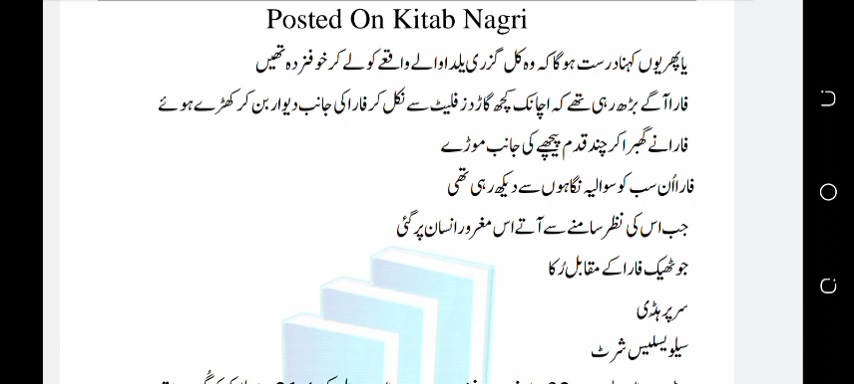 Posted On Kitab Nagri
یا پھر یوں کہنا درست ہوگا کہ وہ کل گزری یلدا والے واقعے کو لے کر خوفزدہ تھیں
فارا آگے بڑھ رہی تھے کہ اچانک کچھ گارڈز فلیٹ سے نکل کر فارا کی جانب دیوار بن کر کھڑے ہوئے
فارا نے گھبرا کر چند قدم پیچھے کی جانب موڑے
فارا اُن سب کو سوالیہ نگاہوں سے دیکھ رہی تھی
جب اس کی نظر سامنے سے آتے اس مغرور انسان پر گئی
جو ٹھیک فارا کے مقابل رُکا
سر پر ہڈی
سیلویسلیس شرٹ